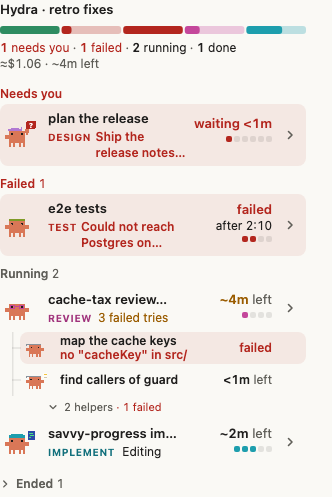 Hydra · retro fixes
1 needs you · 1 failed · 2 running · 1 done
≈$1.06 · ~4m left
Needs you
plan the release
waiting <1m
DESIGN Ship the
release notes...
Failed 1
e2e tests
failed
TEST Could not reach
Postgres on...
after 2:10
Running 2
cache-tax review...
~4m left
REVIEW 3 failed tries
map the cache keys
no "cacheKey" in src/
failed
find callers of guard
<1m left
2 helpers · 1 failed
savvy-progress im...
~2m left
IMPLEMENT Editing
Ended 1